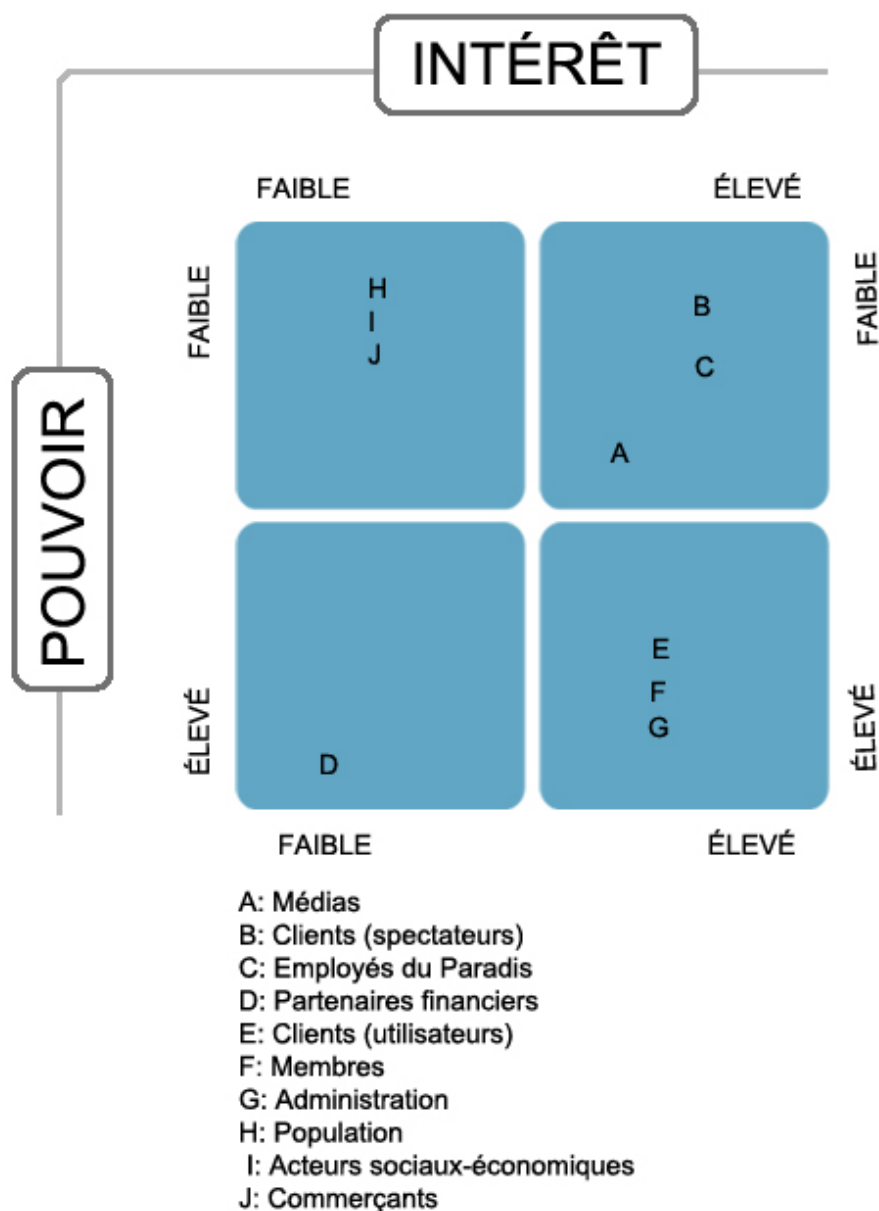 INTÉRÊT
FAIBLE ÉLEVÉ
FAIBLE
FAIBLE
H
I
J
B
C
A
POUVOIR
ÉLEVÉ
ÉLEVÉ
D
E
F
G
FAIBLE ÉLEVÉ
A: Médias
B: Clients (spectateurs)
C: Employés du Paradis
D: Partenaires financiers
E: Clients (utilisateurs)
F: Membres
G: Administration
H: Population
I: Acteurs sociaux-économiques
J: Commerçants